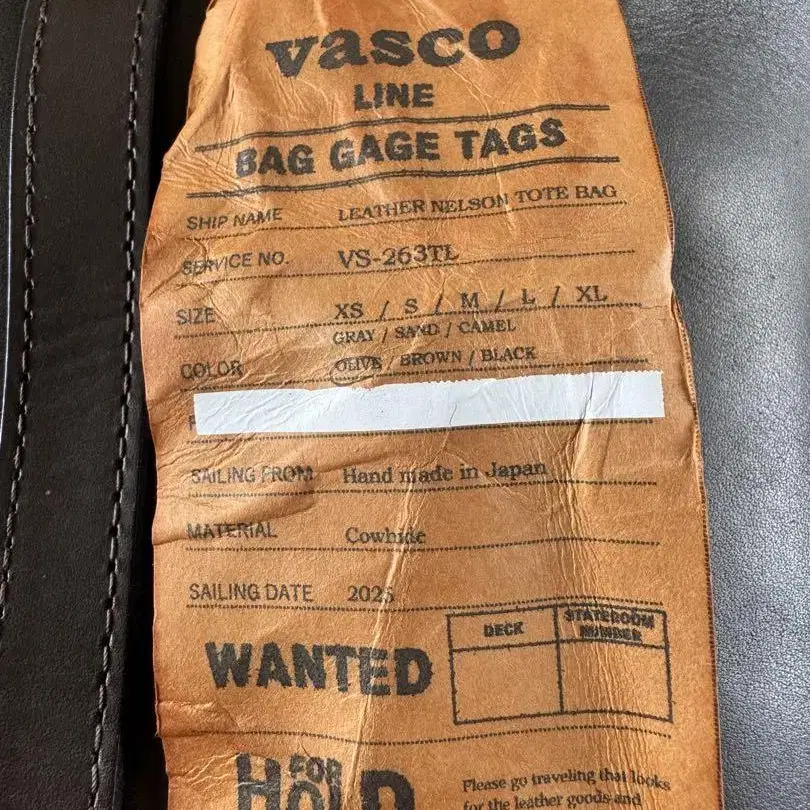 vasco
LINE
BAG GAGE TAGS
SHIP NAME LEATHER NELSON TOTE BAG
SERVICE NO. VS-263TL
SIZE XS / S / M / L / XL
GRAY / SAND / CAMEL
COLOR OLIVE / BROWN / BLACK
SAILING FROM Hand made in Japan
MATERIAL Cowhide
SAILING DATE 2025
WANTED
DECK STATEROOM NUMBER
FOR
HOLD
Please go traveling that looks
for the leather goods and